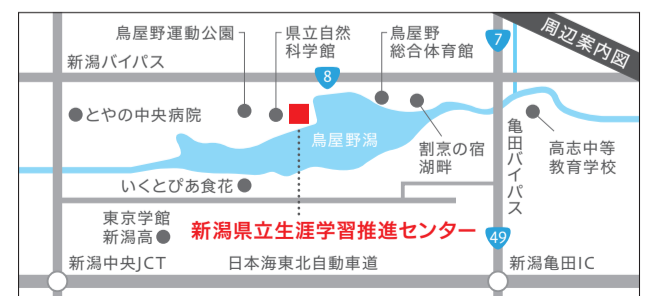 周辺案内図
鳥屋野運動公園
県立自然
科学館
鳥屋野
総合体育館
7
新潟バイパス
8
とやの中央病院
鳥屋野潟
割烹の宿
湖畔
亀田バイパス
高志中等
教育学校
いくとぴあ食花
東京学館
新潟高
新潟県立生涯学習推進センター
49
新潟中央JCT
日本海東北自動車道
新潟亀田IC